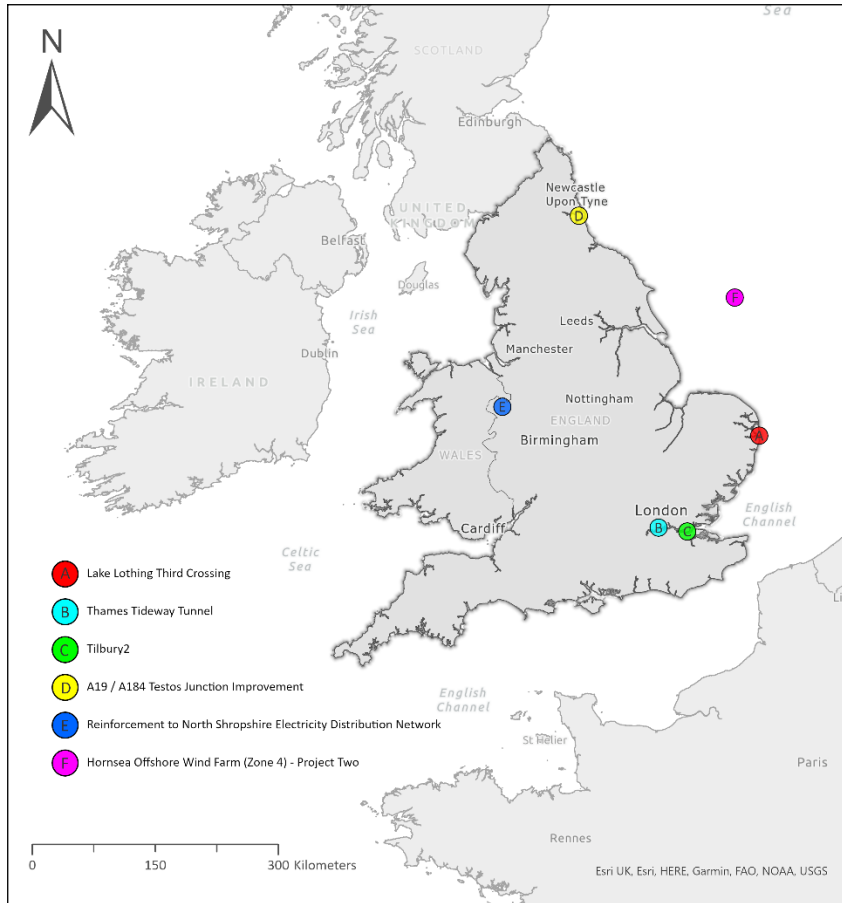 Sea
N
SCOTLAND
Edinburgh
Newcastle
Upon Tyne
D
UNITED
KINGDOM
Belfast
F
Douglas
Irish
Sea
Leeds
Dublin
Manchester
IRELAND
Nottingham
E
ENGLAND
A
Birmingham
WALES
London
English
Channel
B
C
Cardiff
Celtic
Sea
A Lake Lothing Third Crossing
B Thames Tideway Tunnel
C Tilbury2
D A19 / A184 Testos Junction Improvement
E Reinforcement to North Shropshire Electricity Distribution Network
F Hornsea Offshore Wind Farm (Zone 4) - Project Two
Li
English
Channel
St Helier
Paris
Rennes
0 150 300 Kilometers
Esri UK, Esri, HERE, Garmin, FAO, NOAA, USGS